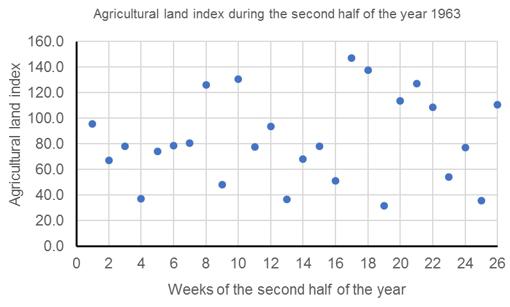 Agricultural land index during the second half of the year 1963
160.0
140.0
120.0
100.0
80.0
60.0
40.0
20.0
0.0
Agricultural land index
0 2 4 6 8 10 12 14 16 18 20 22 24 26
Weeks of the second half of the year